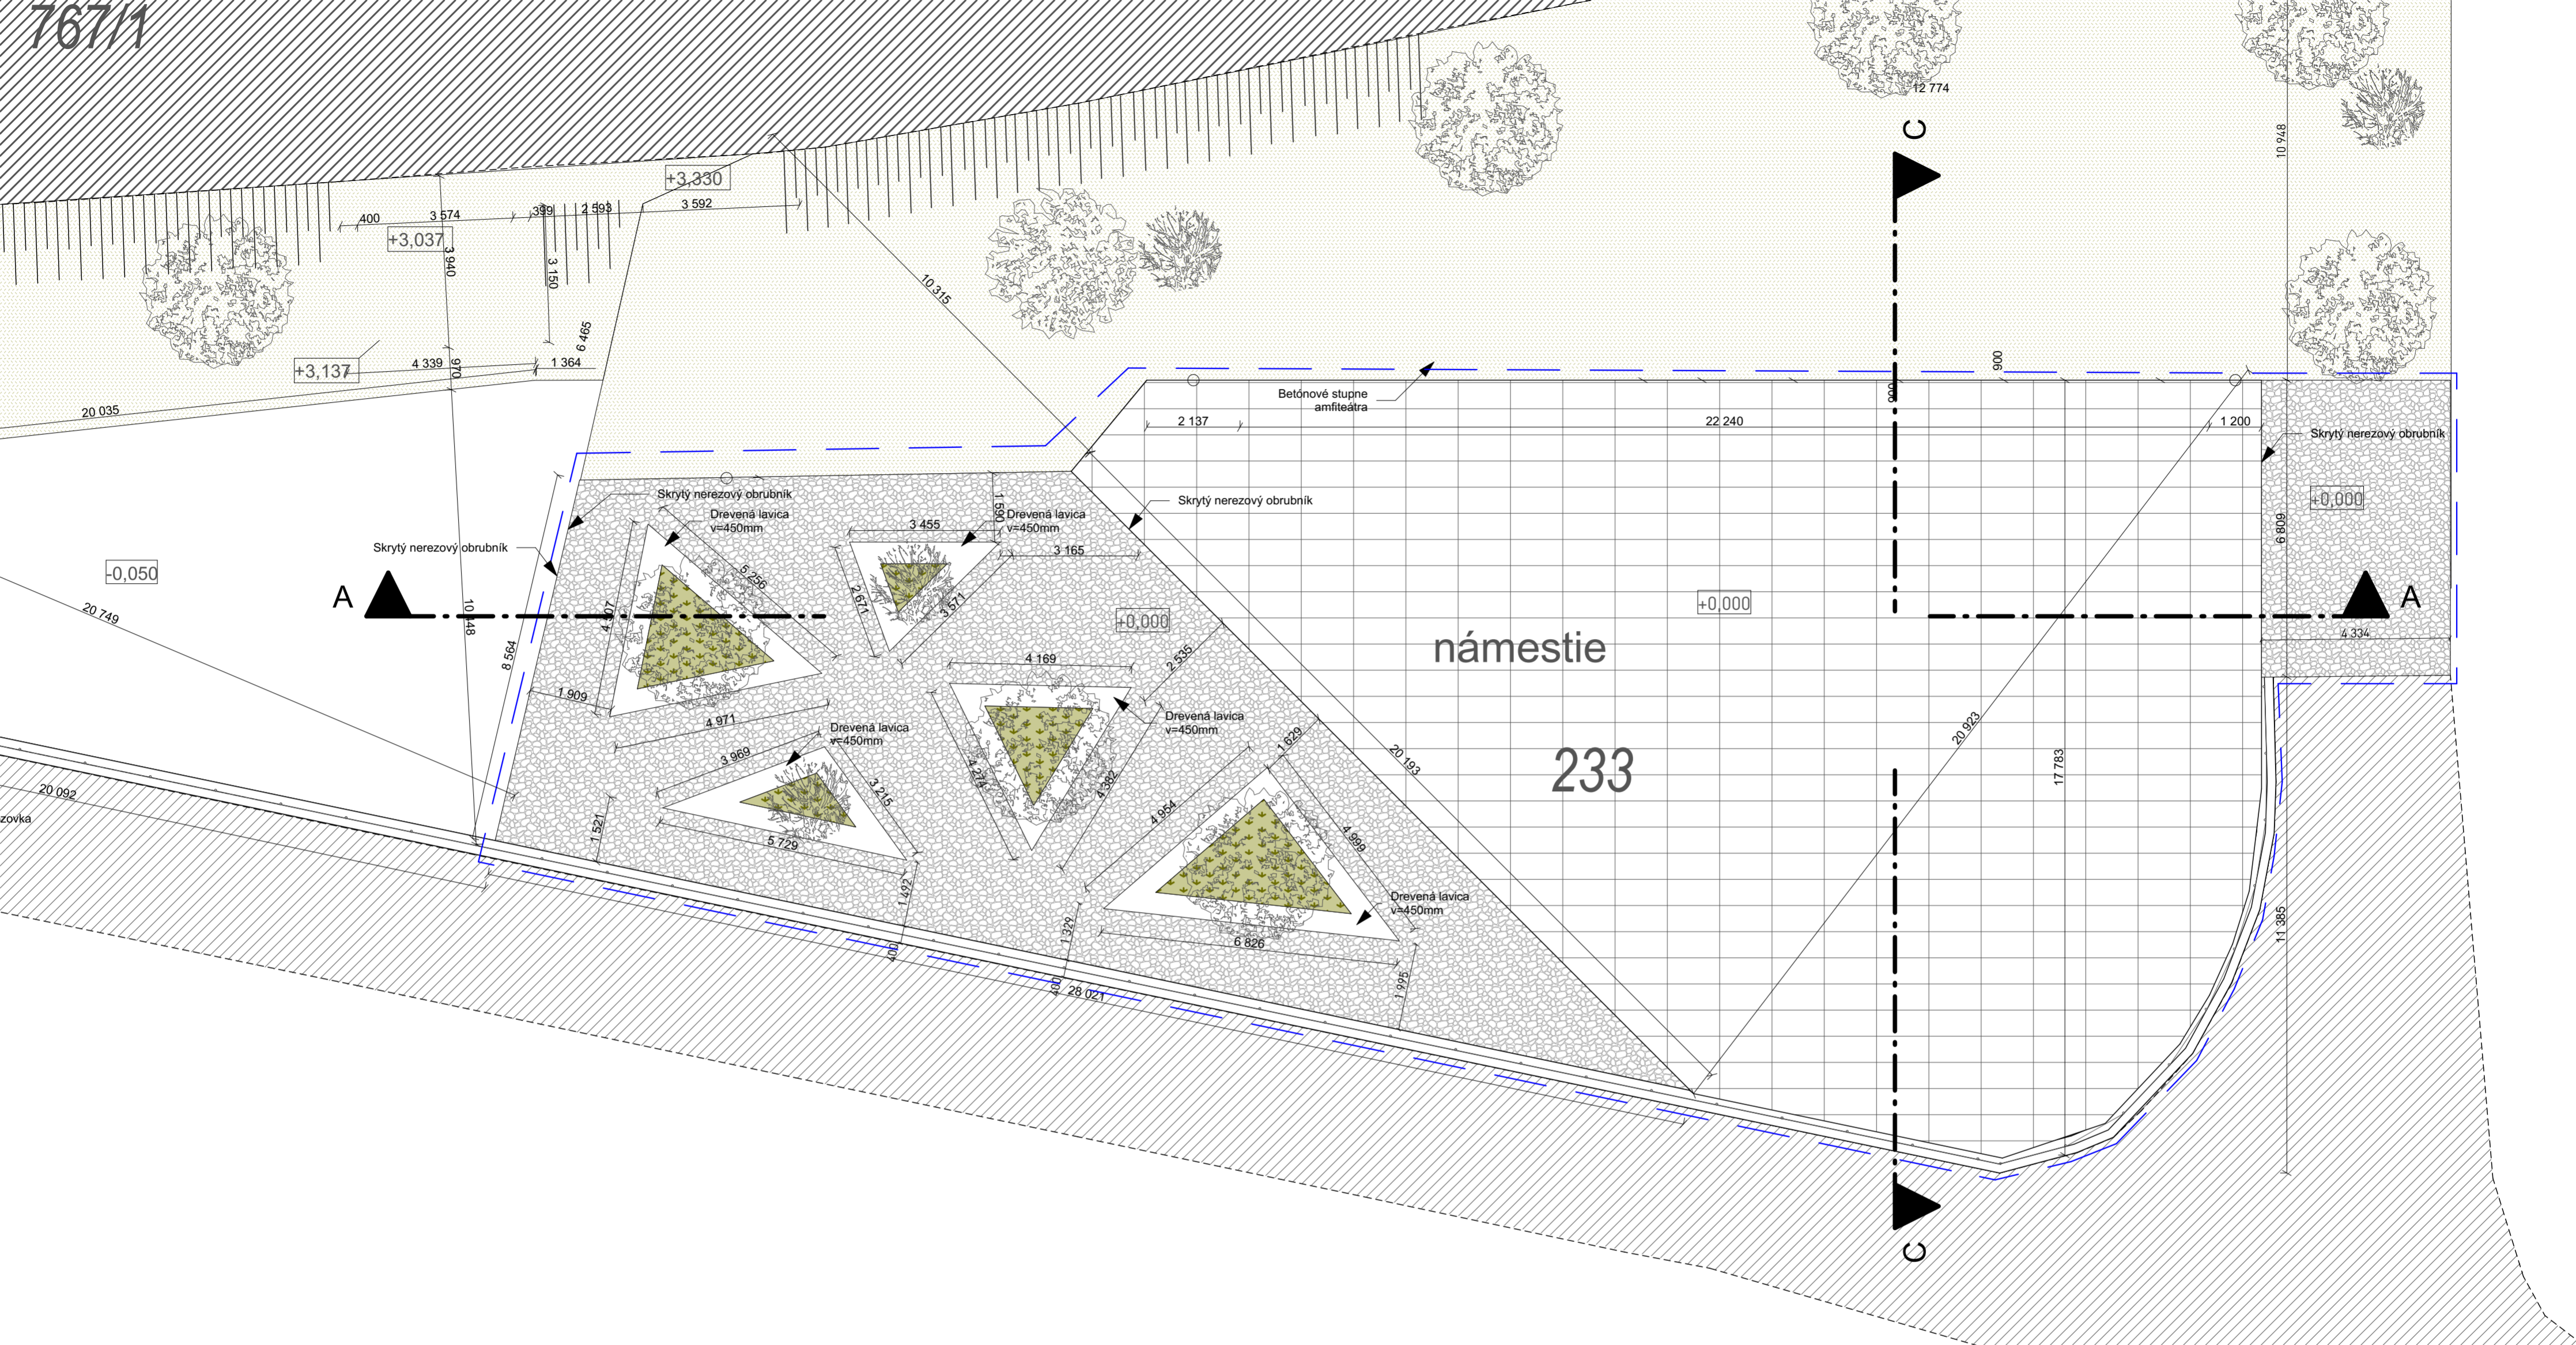 767/1
12 774
C
10 948
+3,330
400
3 574
399
2 593
3 592
+3,037
3 940
3 150
10 315
6 465
+3,137
4 339
970
1 364
900
900
20 035
Betónové stupne
amfiteátra
2 137
22 240
1 200
Skrytý nerezový obrubník
Skrytý nerezový obrubník
Drevená lavica
v=450mm
3 455
1 590
Drevená lavica
v=450mm
Skrytý nerezový obrubník
+0,000
6 809
Skrytý nerezový obrubník
3 165
-0,050
A
5 256
2 671
3 571
+0,000
+0,000
A
20 749
4 907
námestie
4 334
8 564
4 169
2 535
1 909
4 971
Drevená lavica
v=450mm
Drevená lavica
v=450mm
3 969
1 629
20 193
20 923
17 783
233
4 274
4 382
3 215
20 092
zovka
1 521
5 729
4 954
4 999
1 492
Drevená lavica
v=450mm
400
1 329
6 826
11 385
400
28 021
1 995
C